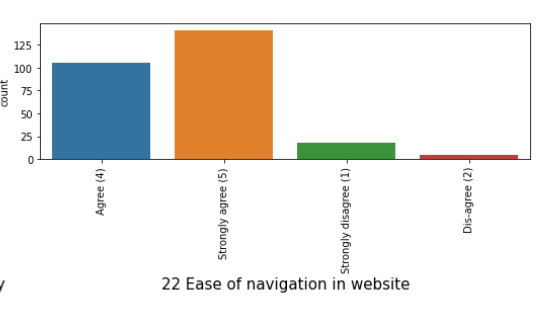 125
100
75
50
25
0
count
Agree (4)
Strongly agree (5)
Strongly disagree (1)
Dis-agree (2)
y
22 Ease of navigation in website